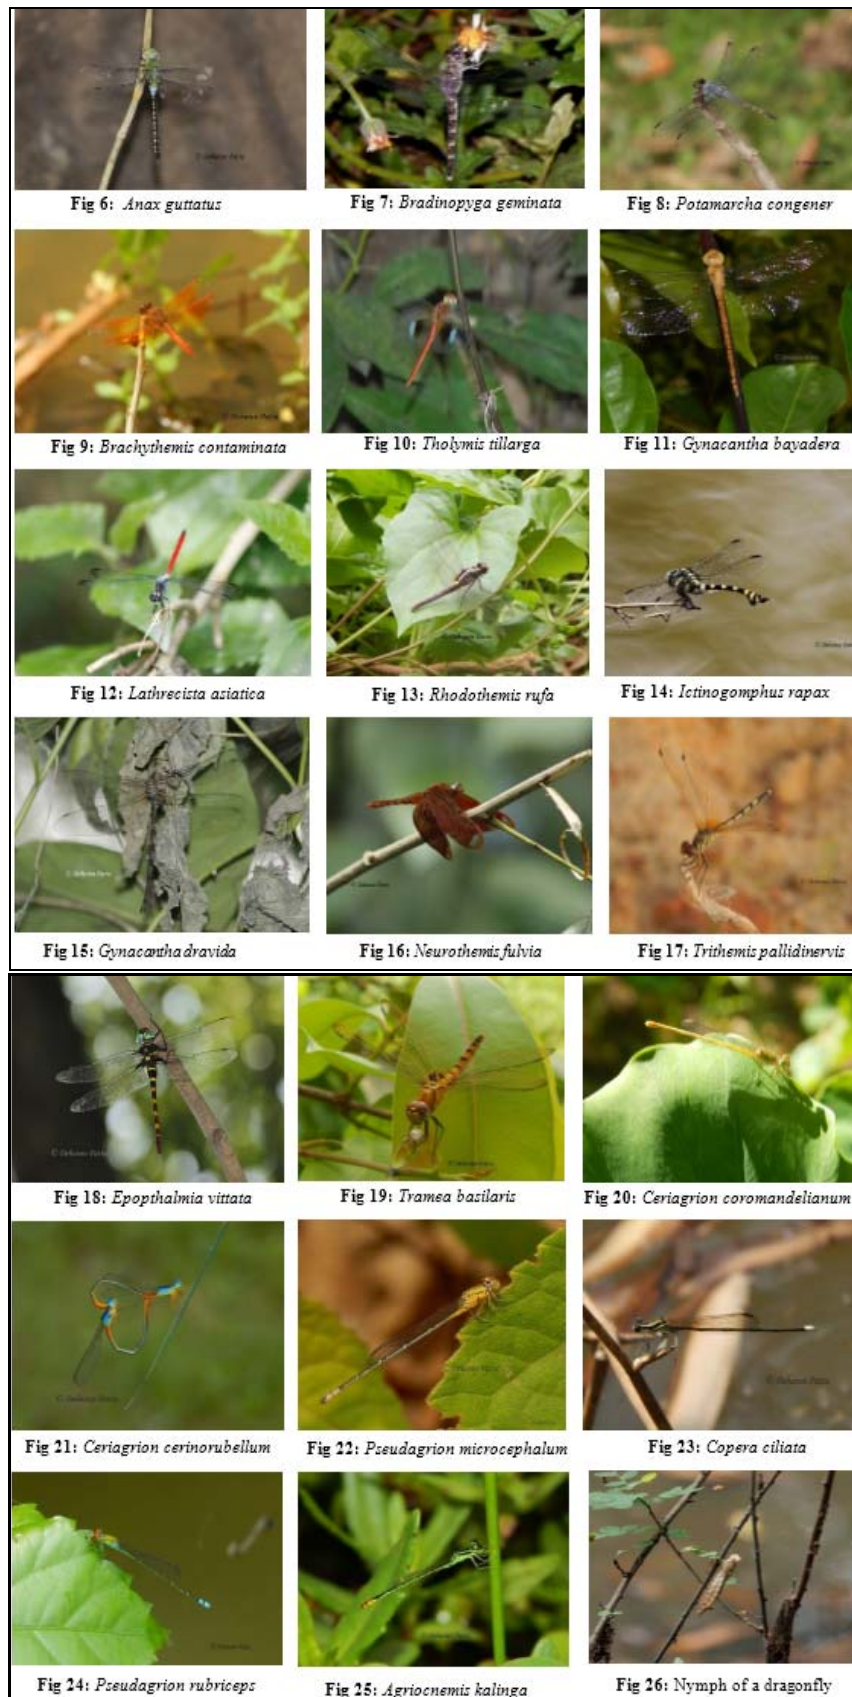 Fig 6: Anax guttatus
Fig 7: Bradinopyga geminata
Fig 8: Potamarcha congener
Fig 9: Brachythemis contaminata
Fig 10: Tholymis tillarga
Fig 11: Gynacantha bayadera
Fig 12: Lathrecista asiatica
Fig 13: Rhodothemis rufa
Fig 14: Ictinogomphus rapax
Fig 15: Gynacantha dravida
Fig 16: Neurothemis fulvia
Fig 17: Trithemis pallidinervis
Fig 18: Epopthalmia vittata
Fig 19: Tramea basilaris
Fig 20: Ceriagrion coromandelianum
Fig 21: Ceriagrion cerinorubellum
Fig 22: Pseudagrion microcephalum
Fig 23: Copera ciliata
Fig 24: Pseudagrion rubriceps
Fig 25: Agriocnemis kalinga
Fig 26: Nymph of a dragonfly